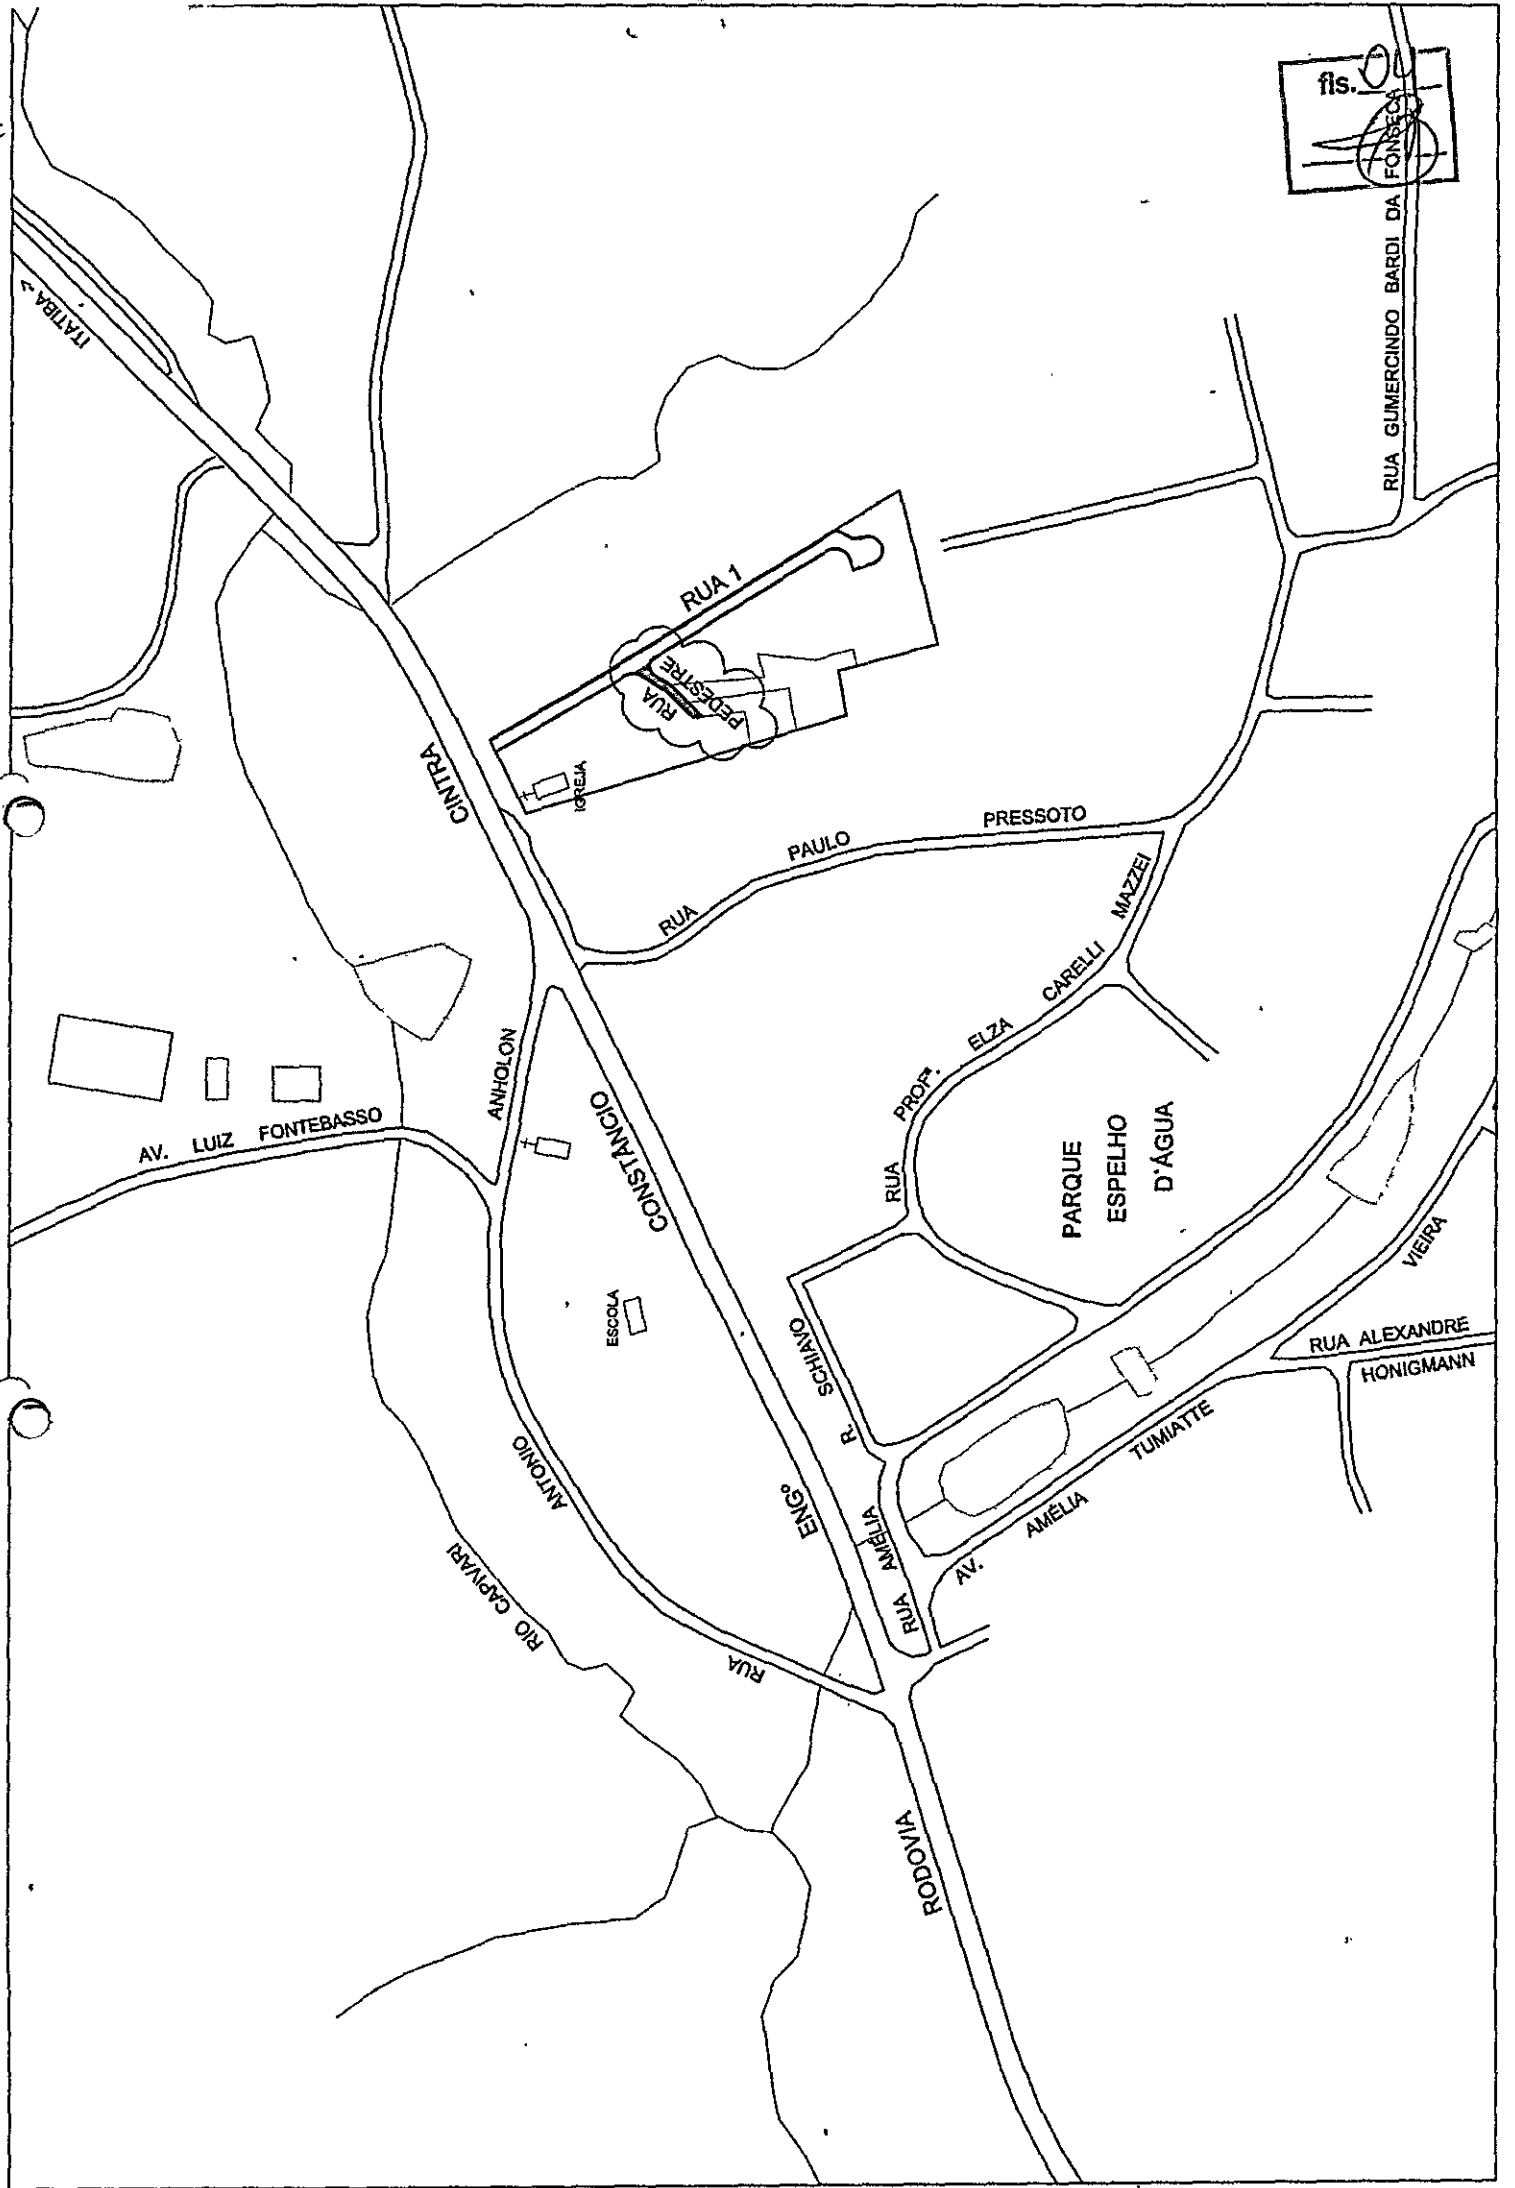 fls.
RUA GUMERCINDO BARDI DA FONSECA
ITATIBA
RUA 1
RUA
PEDESTRE
IGREJA
RODOVIA ENGº CONSTÂNCIO CINTRA
RUA PAULO PRESSOTO
RUA PROFª. ELZA CARELLI MAZZEI
AV. LUIZ FONTEBASSO
RUA ANTONIO ANHOLON
ESCOLA
PARQUE
ESPELHO
D'ÁGUA
R. SCHIAVO
RUA AMÉLIA
AV. AMÉLIA TUMIATTE VIEIRA
RUA ALEXANDRE
HONIGMANN
RIO CAPIVARI